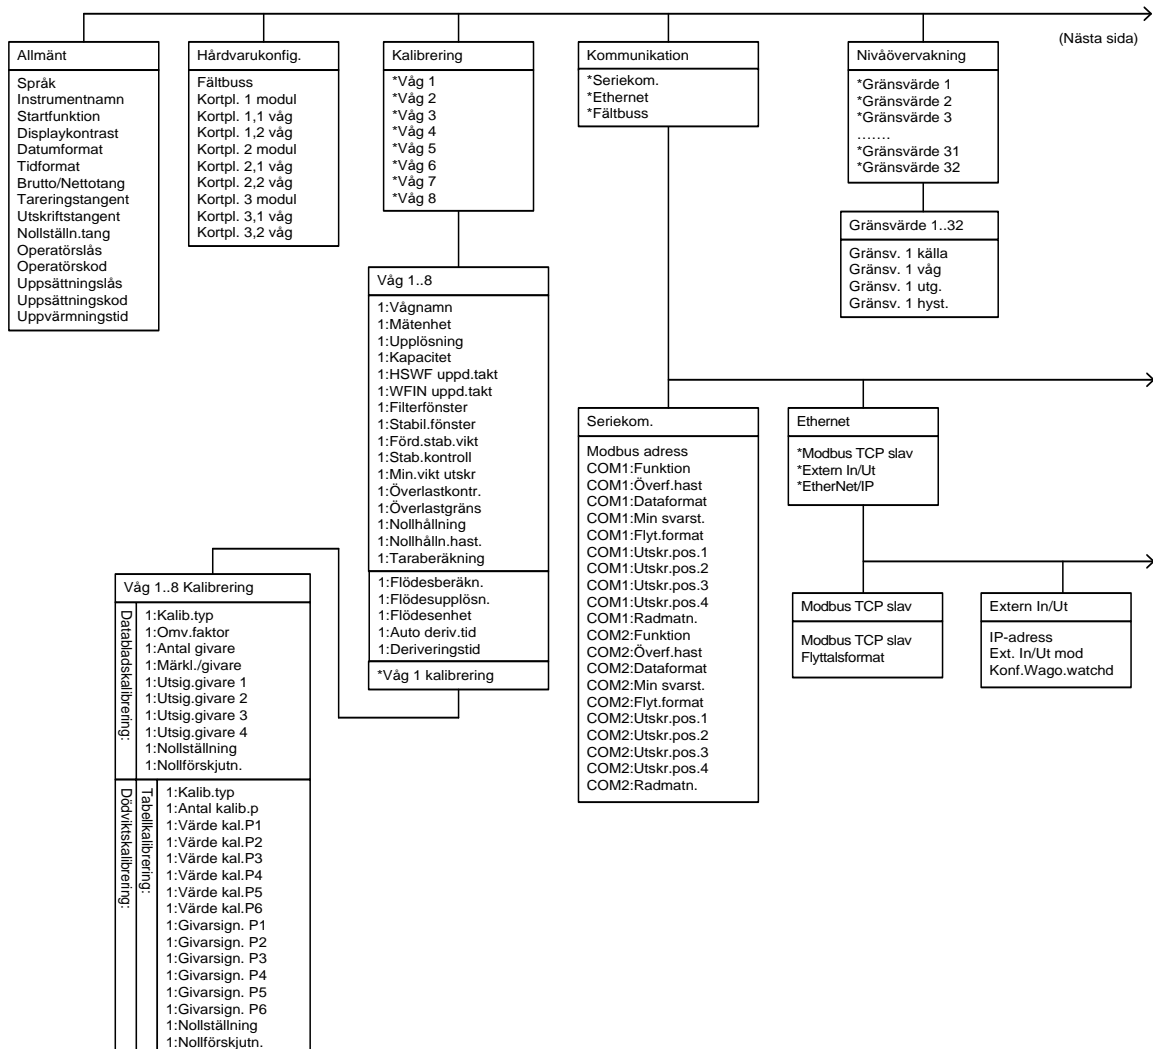 (Nästa sida)
Allmänt
Språk
Instrumentnamn
Startfunktion
Displaykontrast
Datumformat
Tidformat
Brutto/Nettotang
Tareringstangent
Utskriftstangent
Nollställn.tang
Operatörslås
Operatörskod
Uppsättningslås
Uppsättningskod
Uppvärmningstid
Hårdvarukonfig.
Fältbuss
Kortpl. 1 modul
Kortpl. 1,1 våg
Kortpl. 1,2 våg
Kortpl. 2 modul
Kortpl. 2,1 våg
Kortpl. 2,2 våg
Kortpl. 3 modul
Kortpl. 3,1 våg
Kortpl. 3,2 våg
Kalibrering
*Våg 1
*Våg 2
*Våg 3
*Våg 4
*Våg 5
*Våg 6
*Våg 7
*Våg 8
Kommunikation
*Seriekom.
*Ethernet
*Fältbuss
Nivåövervakning
*Gränsvärde 1
*Gränsvärde 2
*Gränsvärde 3
.......
*Gränsvärde 31
*Gränsvärde 32
Gränsvärde 1..32
Gränsv. 1 källa
Gränsv. 1 våg
Gränsv. 1 utg.
Gränsv. 1 hyst.
Våg 1..8
1:Vågnamn
1:Mätenhet
1:Upplösning
1:Kapacitet
1:HSWF uppd.takt
1:WFIN uppd.takt
1:Filterfönster
1:Stabil.fönster
1:Förd.stab.vikt
1:Stab.kontroll
1:Min.vikt utskr
1:Överlastkontr.
1:Överlastgräns
1:Nollhållning
1:Nollhålln.hast.
1:Taraberäkning
1:Flödesberäkn.
1:Flödesupplösn.
1:Flödesenhet
1:Auto deriv.tid
1:Deriveringstid
*Våg 1 kalibrering
Seriekom.
Modbus adress
COM1:Funktion
COM1:Överf.hast
COM1:Dataformat
COM1:Min svarst.
COM1:Flyt.format
COM1:Utskr.pos.1
COM1:Utskr.pos.2
COM1:Utskr.pos.3
COM1:Utskr.pos.4
COM1:Radmatn.
COM2:Funktion
COM2:Överf.hast
COM2:Dataformat
COM2:Min svarst.
COM2:Flyt.format
COM2:Utskr.pos.1
COM2:Utskr.pos.2
COM2:Utskr.pos.3
COM2:Utskr.pos.4
COM2:Radmatn.
Ethernet
*Modbus TCP slav
*Extern In/Ut
*EtherNet/IP
Modbus TCP slav
Modbus TCP slav
Flyttalsformat
Extern In/Ut
IP-adress
Ext. In/Ut mod
Konf.Wago.watchd
Våg 1..8 Kalibrering
Databladskalibrering:
1:Kalib.typ
1:Omv.faktor
1:Antal givare
1:Märkl./givare
1:Utsig.givare 1
1:Utsig.givare 2
1:Utsig.givare 3
1:Utsig.givare 4
1:Nollställning
1:Nollförskjutn.
Dödviktskalibrering:
Tabellkalibrering:
1:Kalib.typ
1:Antal kalib.p
1:Värde kal.P1
1:Värde kal.P2
1:Värde kal.P3
1:Värde kal.P4
1:Värde kal.P5
1:Värde kal.P6
1:Givarsign. P1
1:Givarsign. P2
1:Givarsign. P3
1:Givarsign. P4
1:Givarsign. P5
1:Givarsign. P6
1:Nollställning
1:Nollförskjutn.